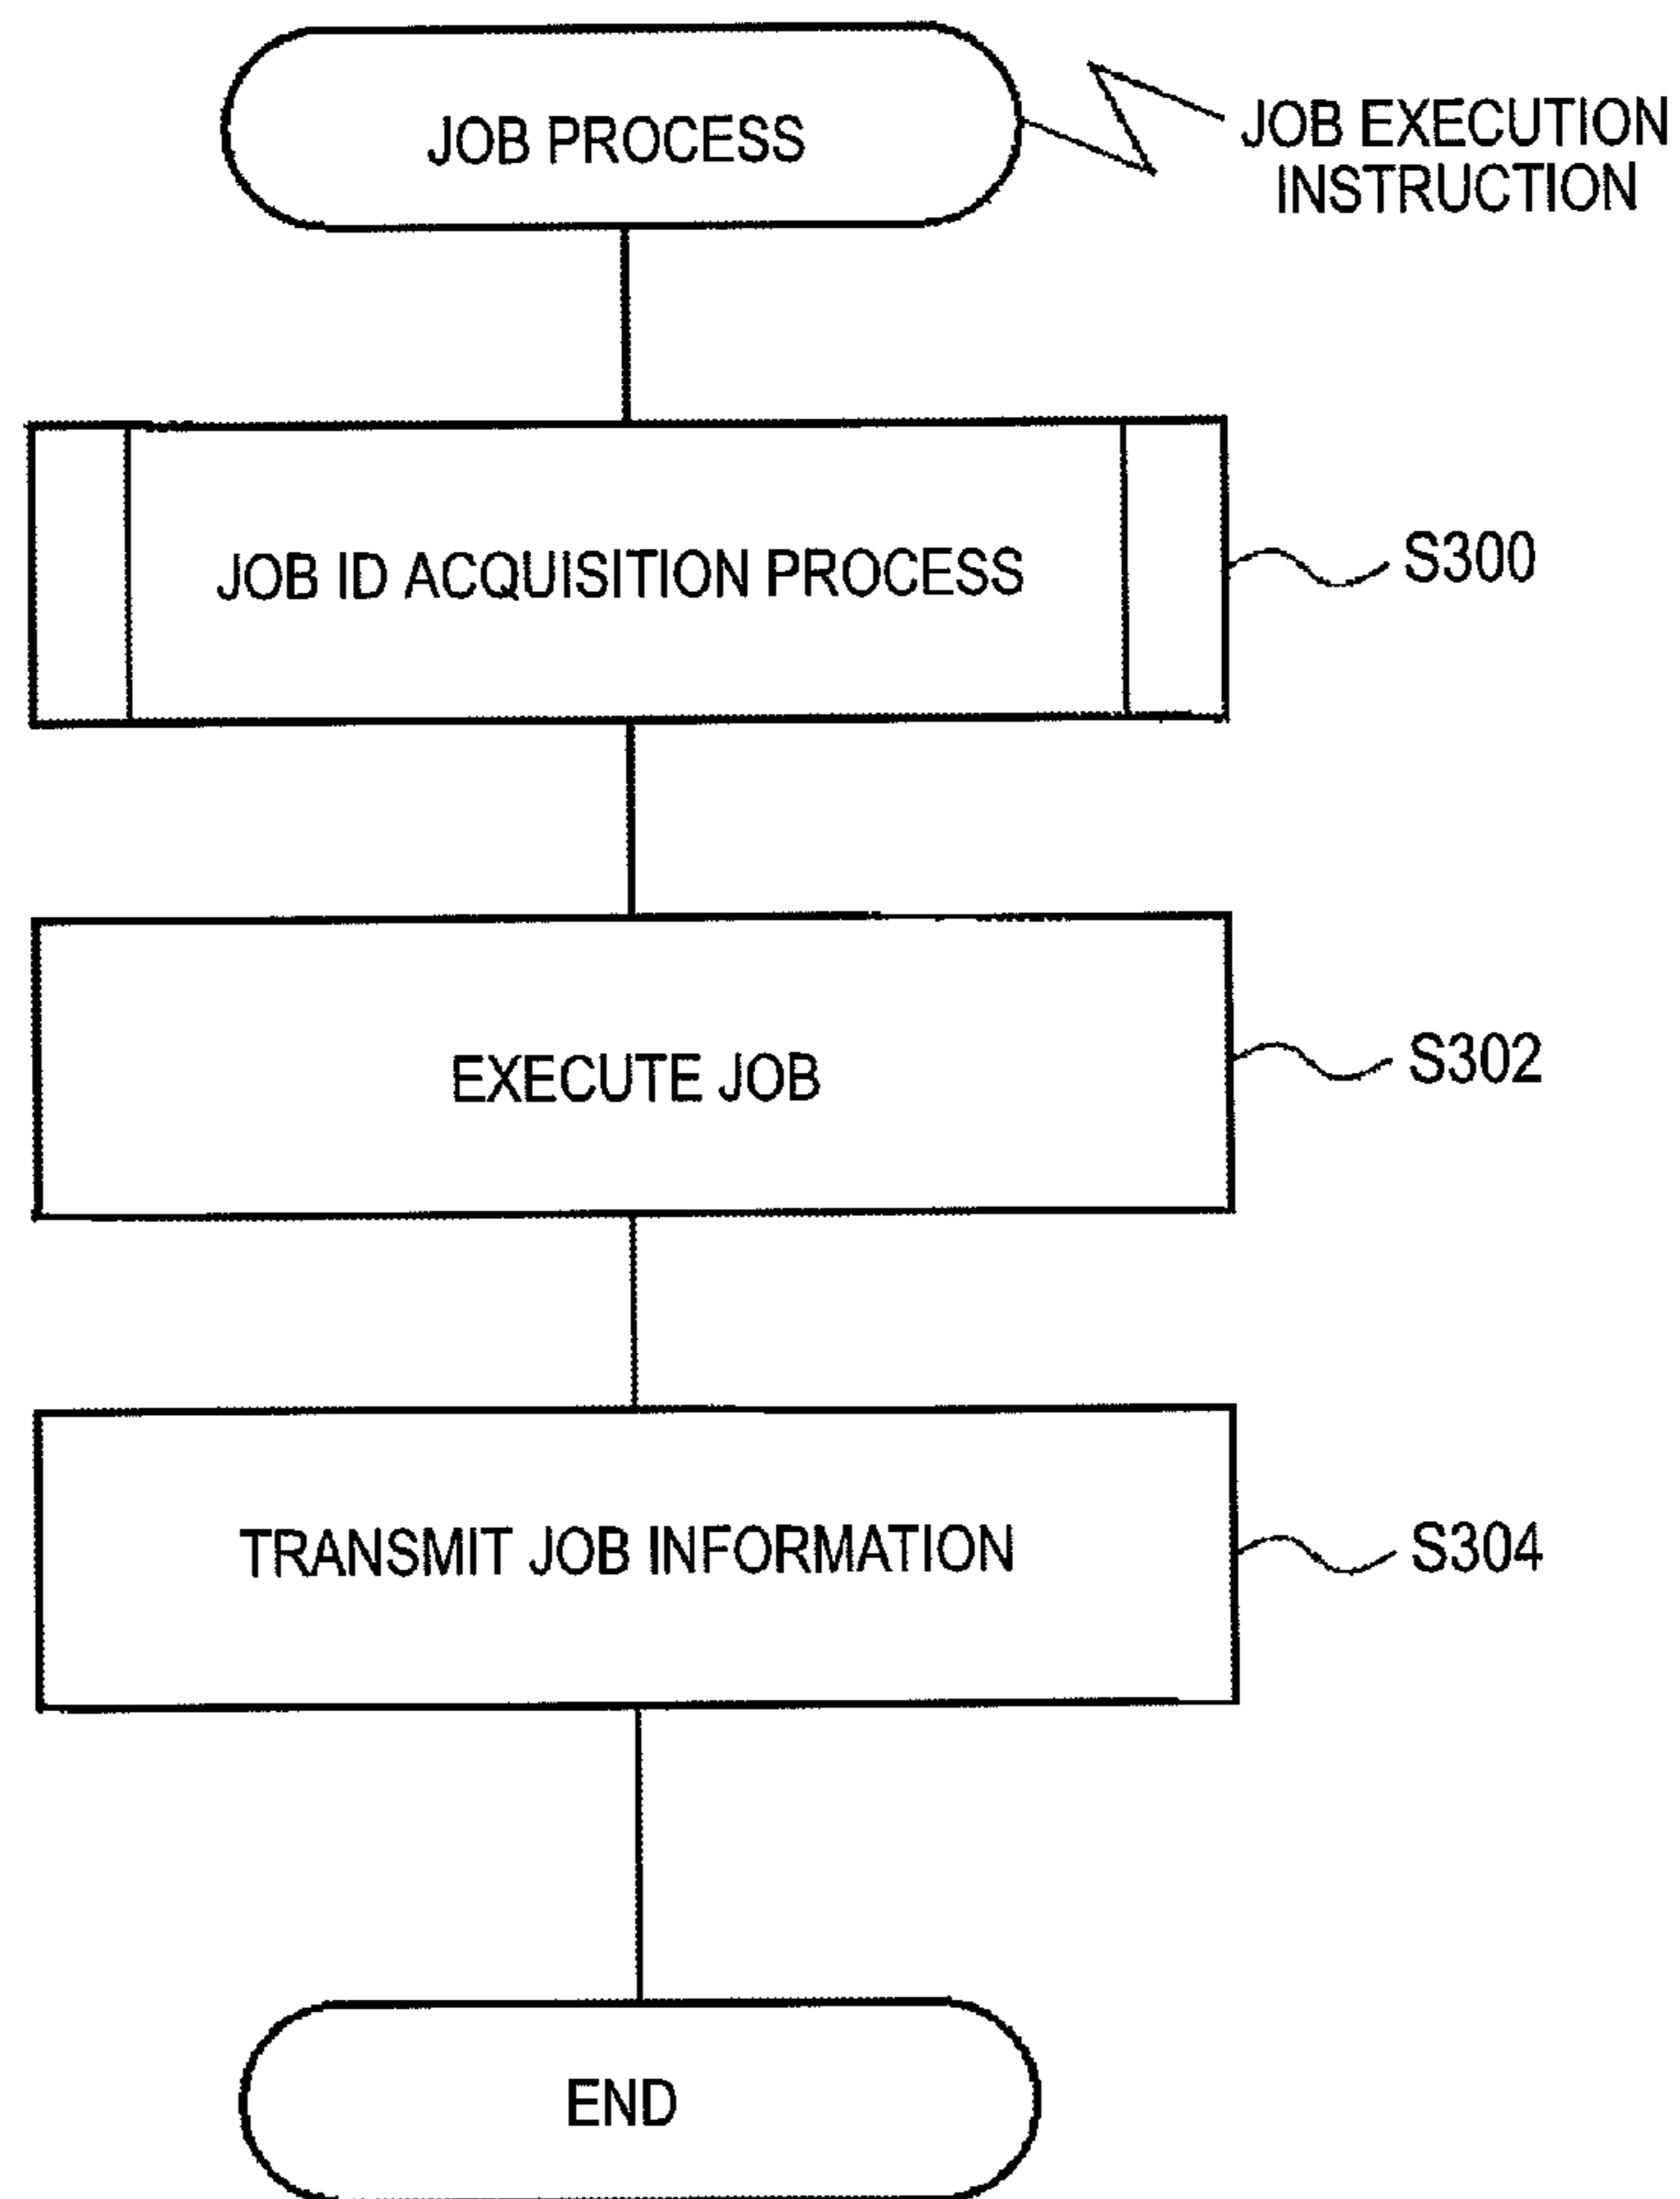 JOB PROCESS
JOB EXECUTION
INSTRUCTION
JOB ID ACQUISITION PROCESS
S300
EXECUTE JOB
S302
TRANSMIT JOB INFORMATION
S304
END